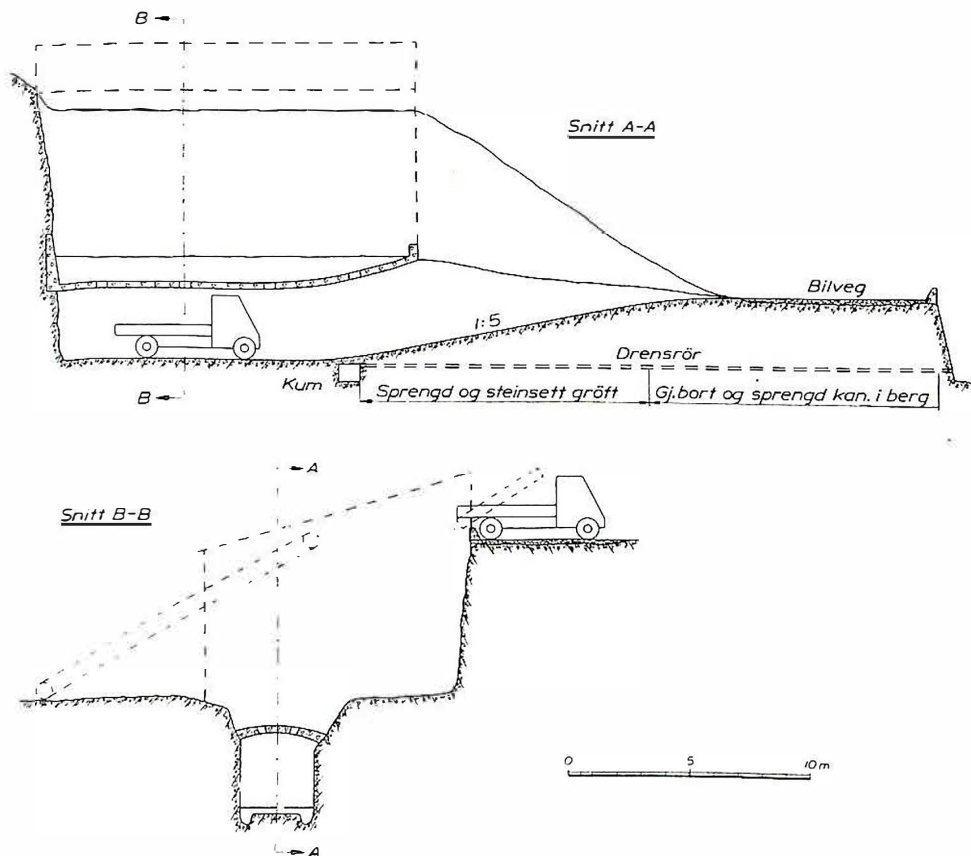 B
Snitt A-A
Bilveg
1:5
Drensrör
Kum
B
Sprengd og steinsett gröft
Gj.bort og sprengd kan. i berg
A
Snitt B-B
0 5 10 m
A